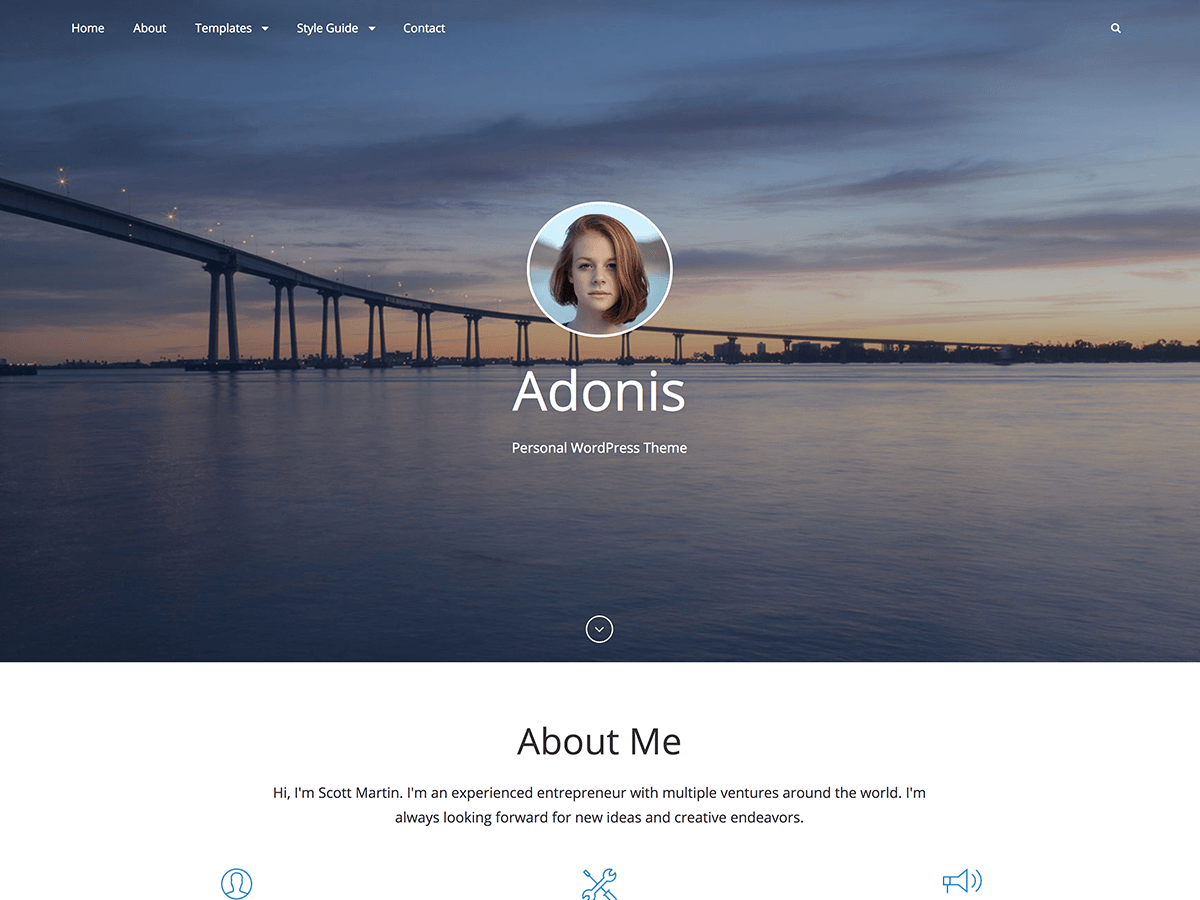 Home About Templates Style Guide Contact
Adonis
Personal WordPress Theme
About Me
Hi, I'm Scott Martin. I'm an experienced entrepreneur with multiple ventures around the world. I'm
always looking forward for new ideas and creative endeavors.